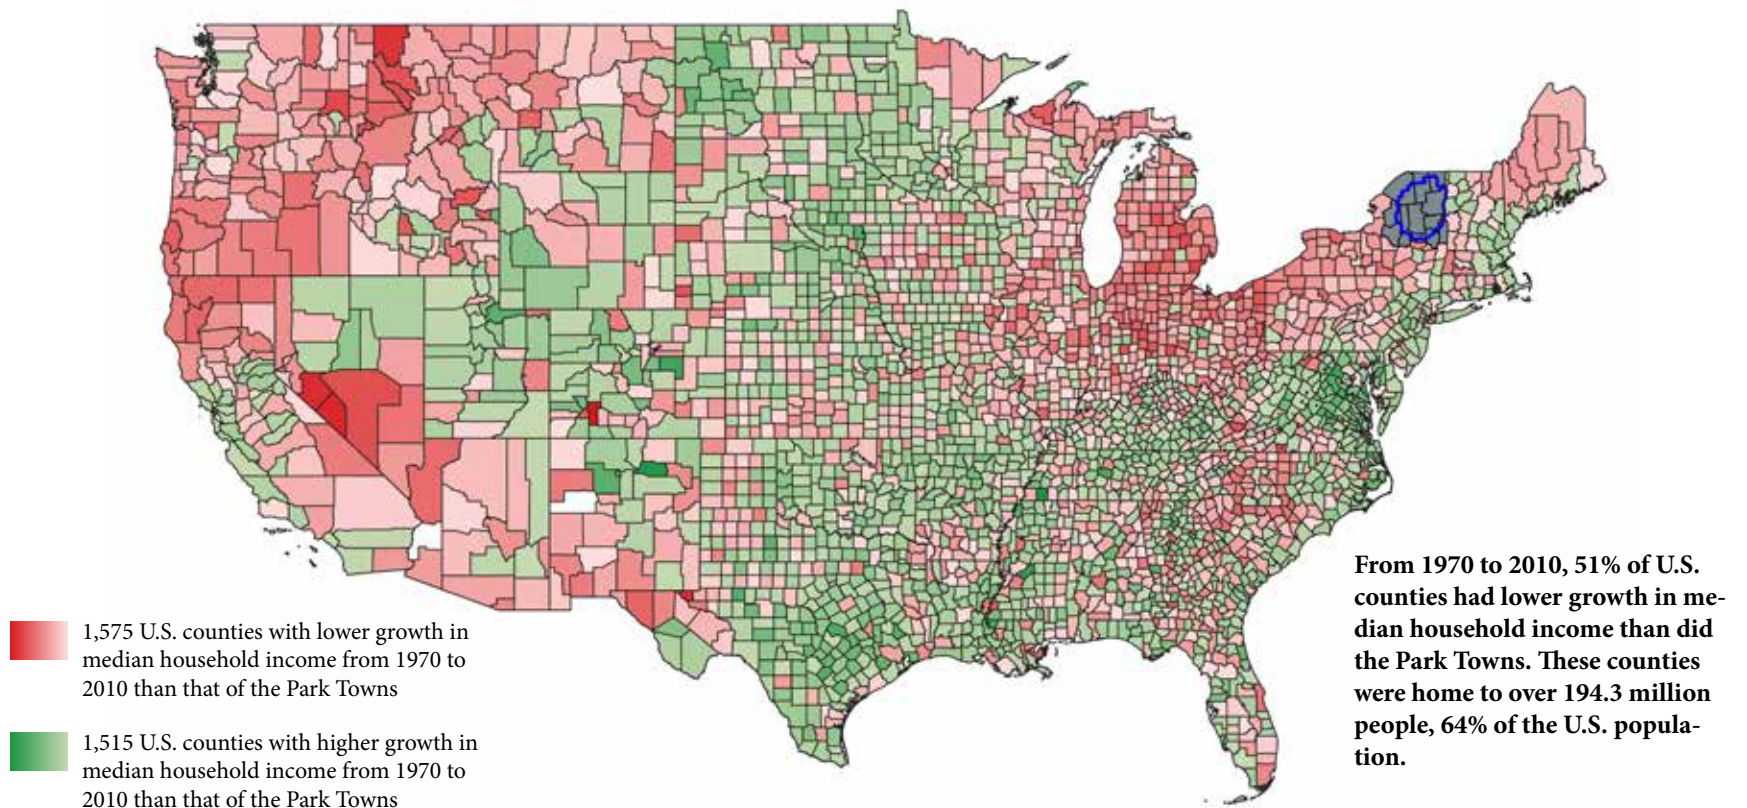 From 1970 to 2010, 51% of U.S.
counties had lower growth in me-
dian household income than did
the Park Towns. These counties
were home to over 194.3 million
people, 64% of the U.S. popula-
tion.
1,575 U.S. counties with lower growth in
median household income from 1970 to
2010 than that of the Park Towns
1,515 U.S. counties with higher growth in
median household income from 1970 to
2010 than that of the Park Towns